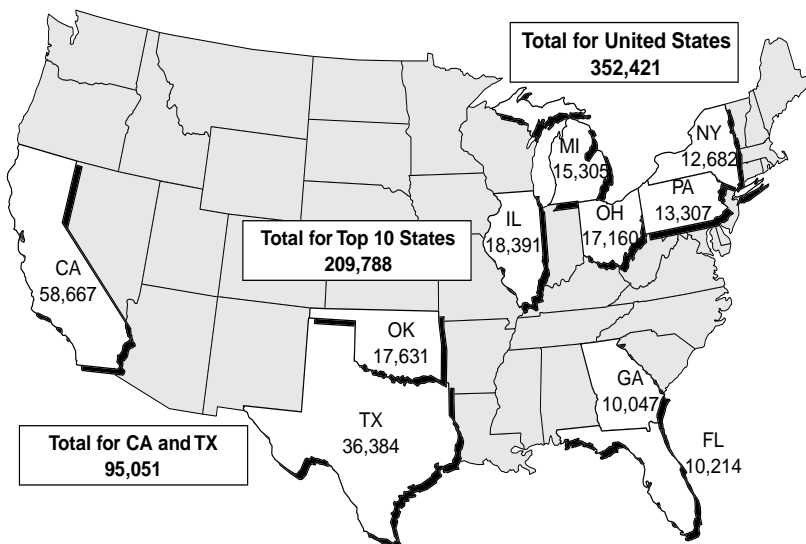 Total for United States
352,421
NY
12,682
MI
15,305
PA
13,307
IL
18,391
OH
17,160
Total for Top 10 States
209,788
CA
58,667
OK
17,631
GA
10,047
TX
36,384
FL
10,214
Total for CA and TX
95,051